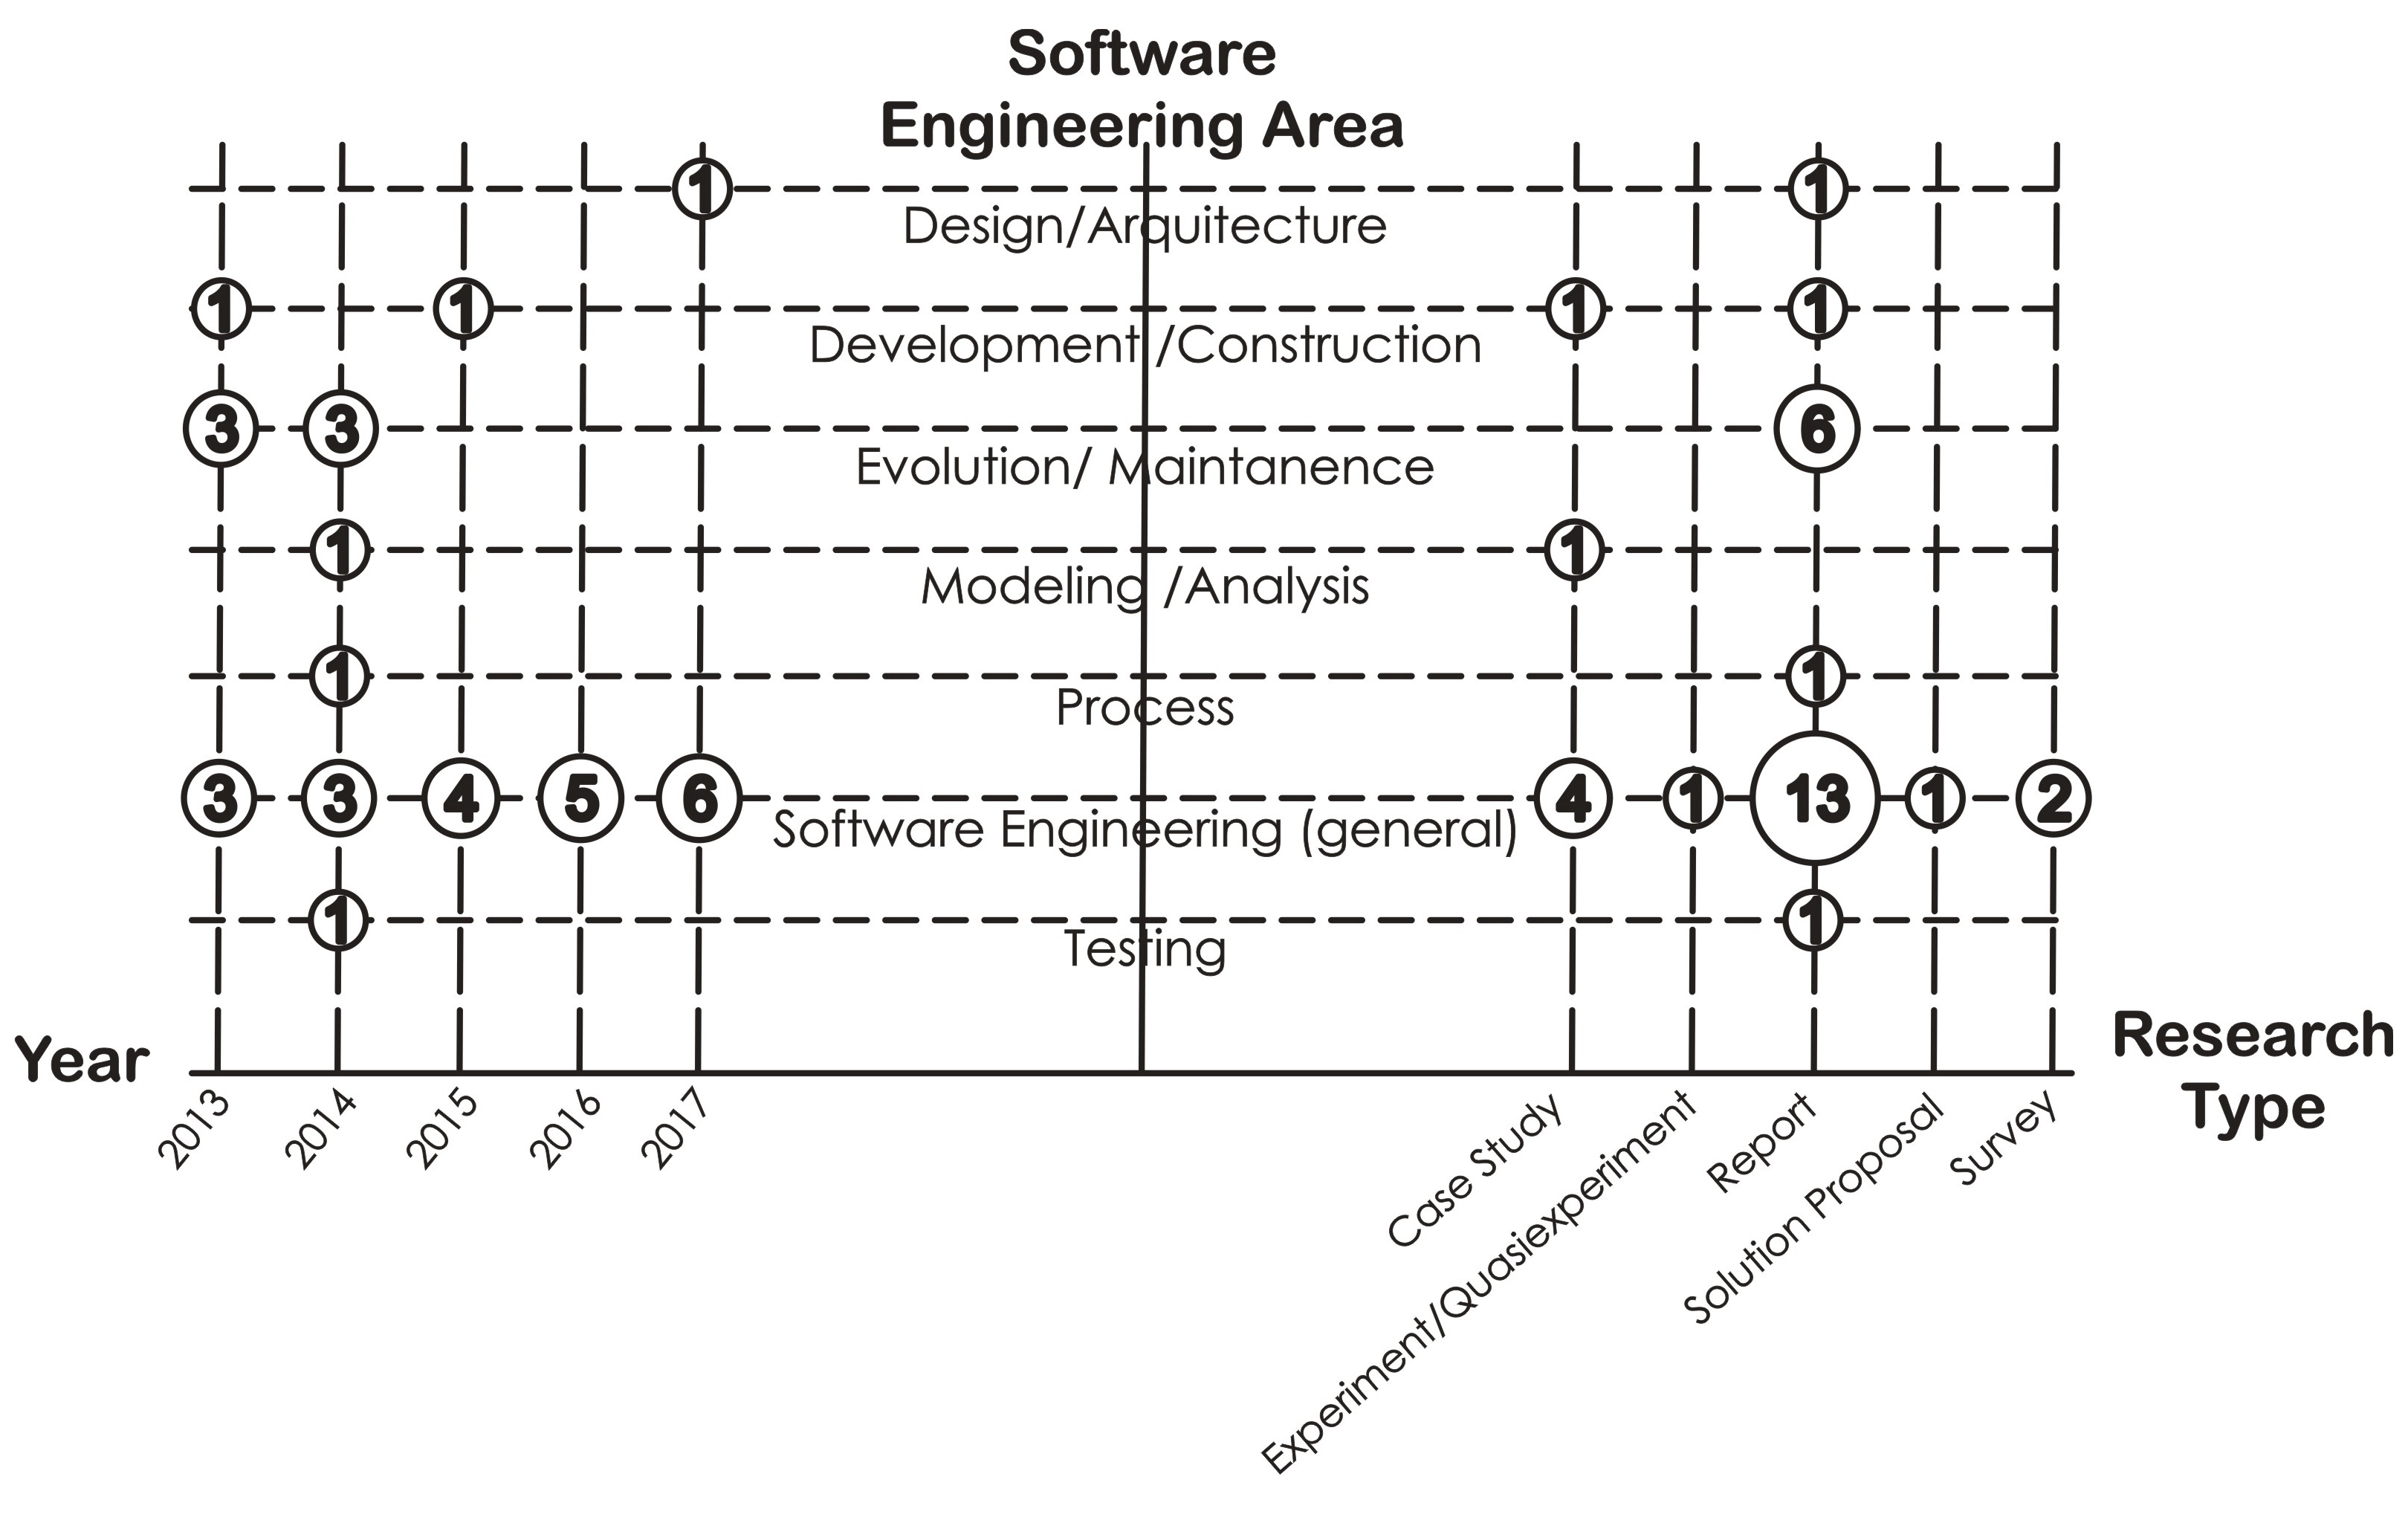 Software
Engineering Area
1 1
Design/Arquitecture
1 1 1 1
Development /Construction
3 3 6
Evolution/ Maintanence
1 1
Modeling /Analysis
1 1
Process
3 3 4 5 6 4 1 13 1 2
Software Engineering (general)
1 1
Testing
Year
Research
Type
2013
2014
2015
2016
2017
Case Study
Experiment/Quasiexperiment
Report
Solution Proposal
Survey